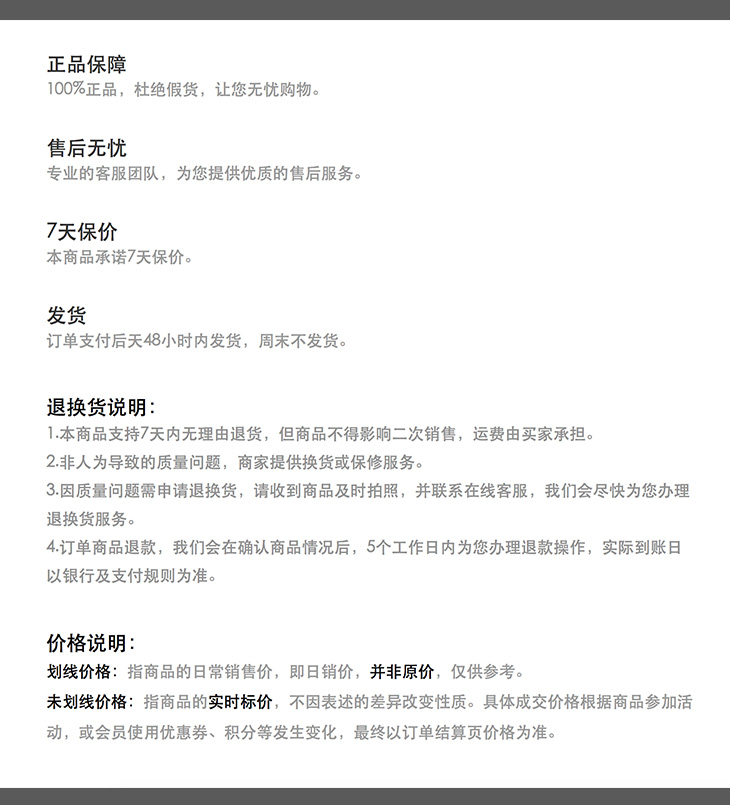 正品保障
100%正品，杜绝假货，让您无忧购物。
售后无忧
专业的客服团队，为您提供优质的售后服务。
7天保价
本商品承诺7天保价。
发货
订单支付后天48小时内发货，周末不发货。
退换货说明：
1.本商品支持7天内无理由退货，但商品不得影响二次销售，运费由买家承担。
2.非人为导致的质量问题，商家提供换货或保修服务。
3.因质量问题需申请退换货，请收到商品及时拍照，并联系在线客服，我们会尽快为您办理
退换货服务。
4.订单商品退款，我们会在确认商品情况后，5个工作日内为您办理退款操作，实际到账日
以银行及支付规则为准。
价格说明：
划线价格：指商品的日常销售价，即日销价，并非原价，仅供参考。
未划线价格：指商品的实时标价，不因表述的差异改变性质。具体成交价格根据商品参加活
动，或会员使用优惠券、积分等发生变化，最终以订单结算页价格为准。